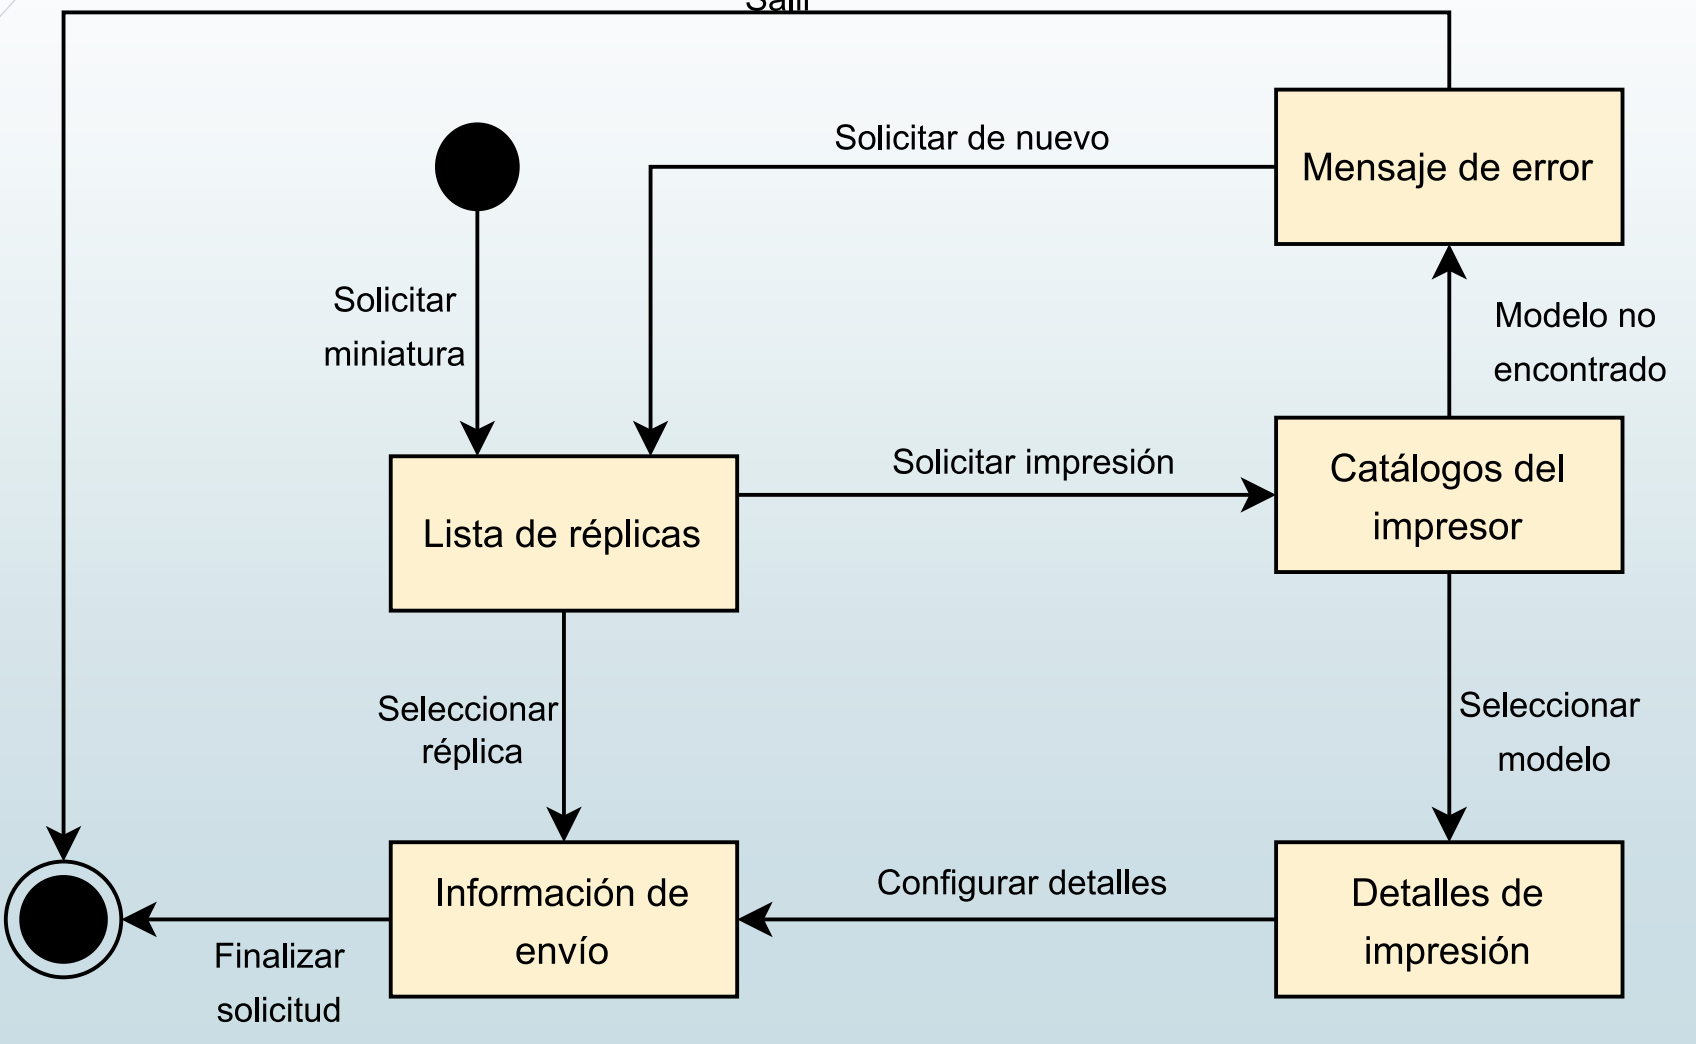 Salir
Solicitar de nuevo
Mensaje de error
Solicitar
miniatura
Modelo no
encontrado
Solicitar impresión
Catálogos del
impresor
Lista de réplicas
Seleccionar
réplica
Seleccionar
modelo
Información de
envío
Configurar detalles
Detalles de
impresión
Finalizar
solicitud